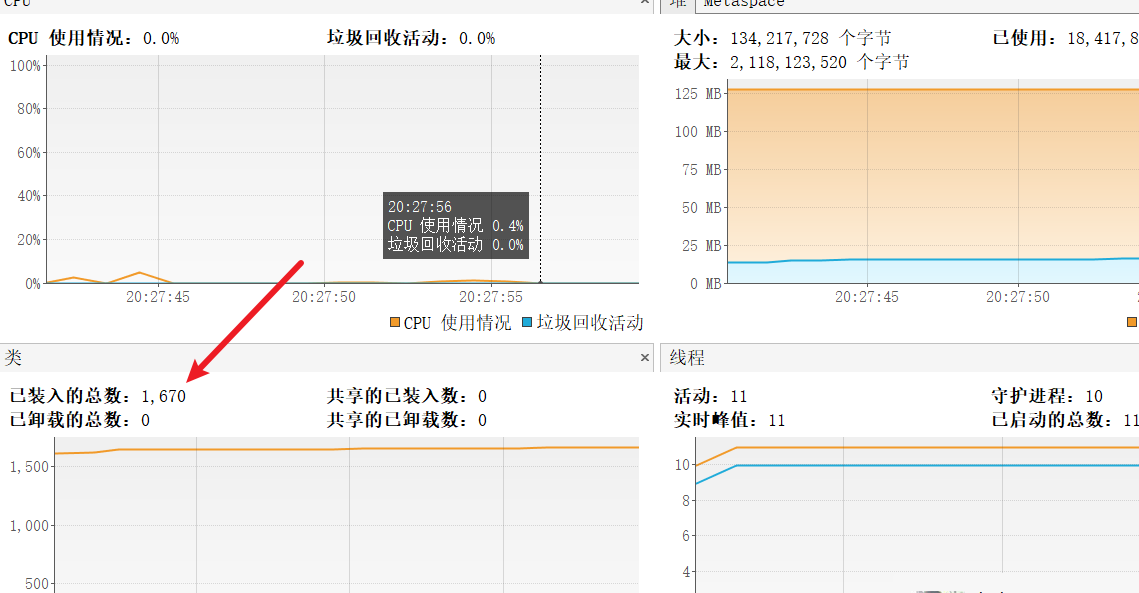 CPU
CPU 使用情况：0.0%
垃圾回收活动：0.0%
100%
80%
60%
40%
20%
0%
20:27:56
CPU 使用情况 0.4%
垃圾回收活动 0.0%
20:27:45
20:27:50
20:27:55
CPU 使用情况
垃圾回收活动
堆
Metaspace
大小：134,217,728 个字节
已使用：18,417,8
最大：2,118,123,520 个字节
125 MB
100 MB
75 MB
50 MB
25 MB
0 MB
20:27:45
20:27:50
类
已装入的总数：1,670
共享的已装入数：0
已卸载的总数：0
共享的已卸载数：0
1,500
1,000
500
线程
活动：11
守护进程：10
实时峰值：11
已启动的总数：11
10
8
6
4